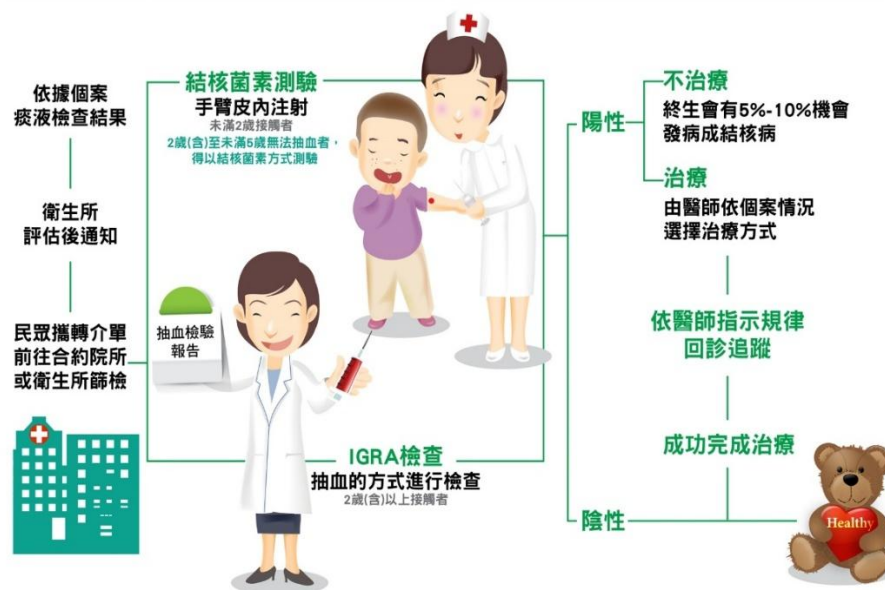 依據個案
痰液檢查結果
衛生所
評估後通知
民眾攜轉介單
前往合約院所
或衛生所篩檢
結核菌素測驗
手臂皮內注射
未滿2歲接觸者
2歲(含)至未滿5歲無法抽血者，
得以結核菌素方式測驗
抽血檢驗
報告
IGRA檢查
抽血的方式進行檢查
2歲(含)以上接觸者
陽性
不治療
終生會有5%-10%機會
發病成結核病
治療
由醫師依個案情況
選擇治療方式
依醫師指示規律
回診追蹤
成功完成治療
陰性
Healthy